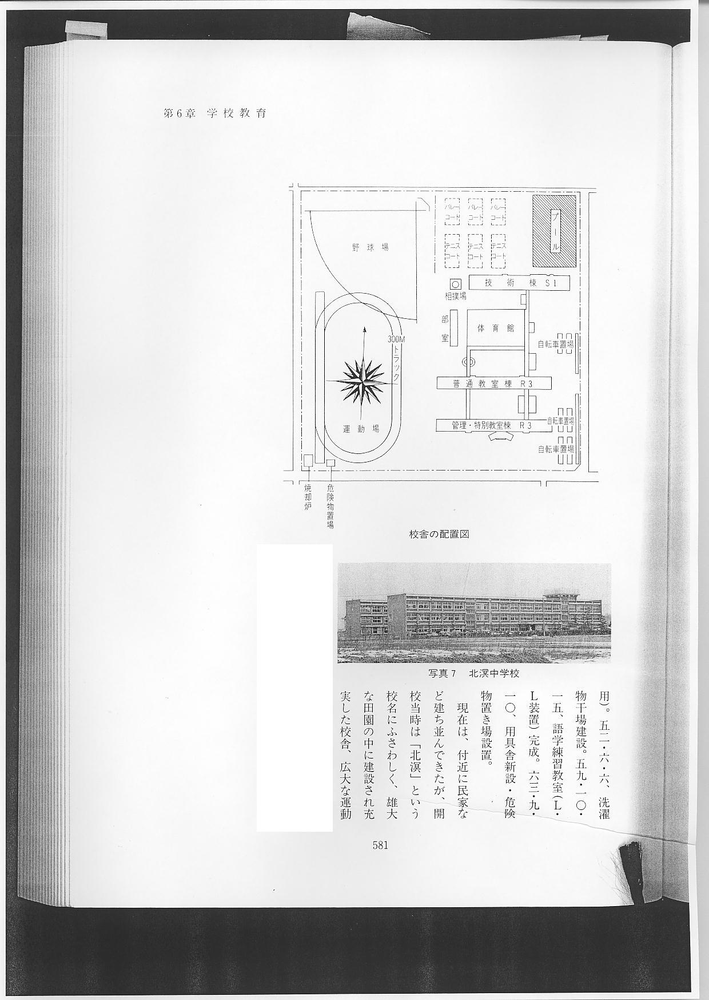 第6章　学校教育
バレーコート
バレーコート
バレーコート
プール
野球場
テニスコート
テニスコート
テニスコート
技術棟 S1
相撲場
部室
体育館
300Mトラック
自転車置場
普通教室棟 R3
運動場
管理・特別教室棟 R3
自転車置場
自転車置場
焼却炉
危険物置場
校舎の配置図
写真7　北溟中学校
用）。五二・六・六、洗濯
物干場建設。五九・一〇・
一五、語学練習教室（L・
L装置）完成。六三・九・
一〇、用具舎新設・危険
物置き場設置。
現在は、付近に民家な
ど建ち並んできたが、開
校当時は「北溟」という
校名にふさわしく、雄大
な田園の中に建設され充
実した校舎、広大な運動
581